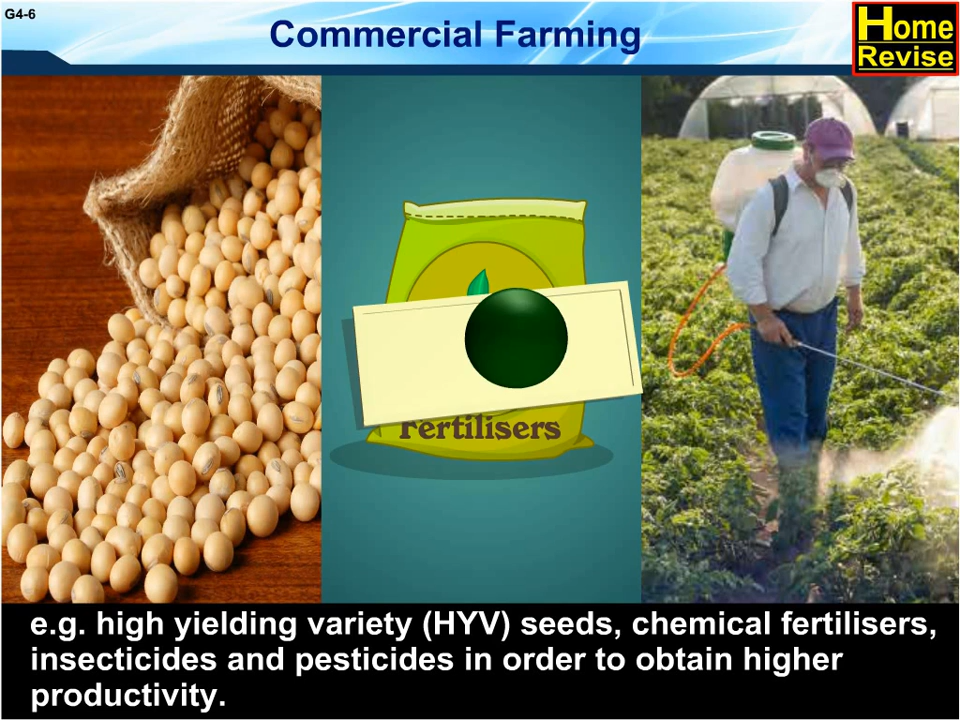 G4-6
Commercial Farming
Home
Revise
Fertilisers
e.g. high yielding variety (HYV) seeds, chemical fertilisers,
insecticides and pesticides in order to obtain higher
productivity.